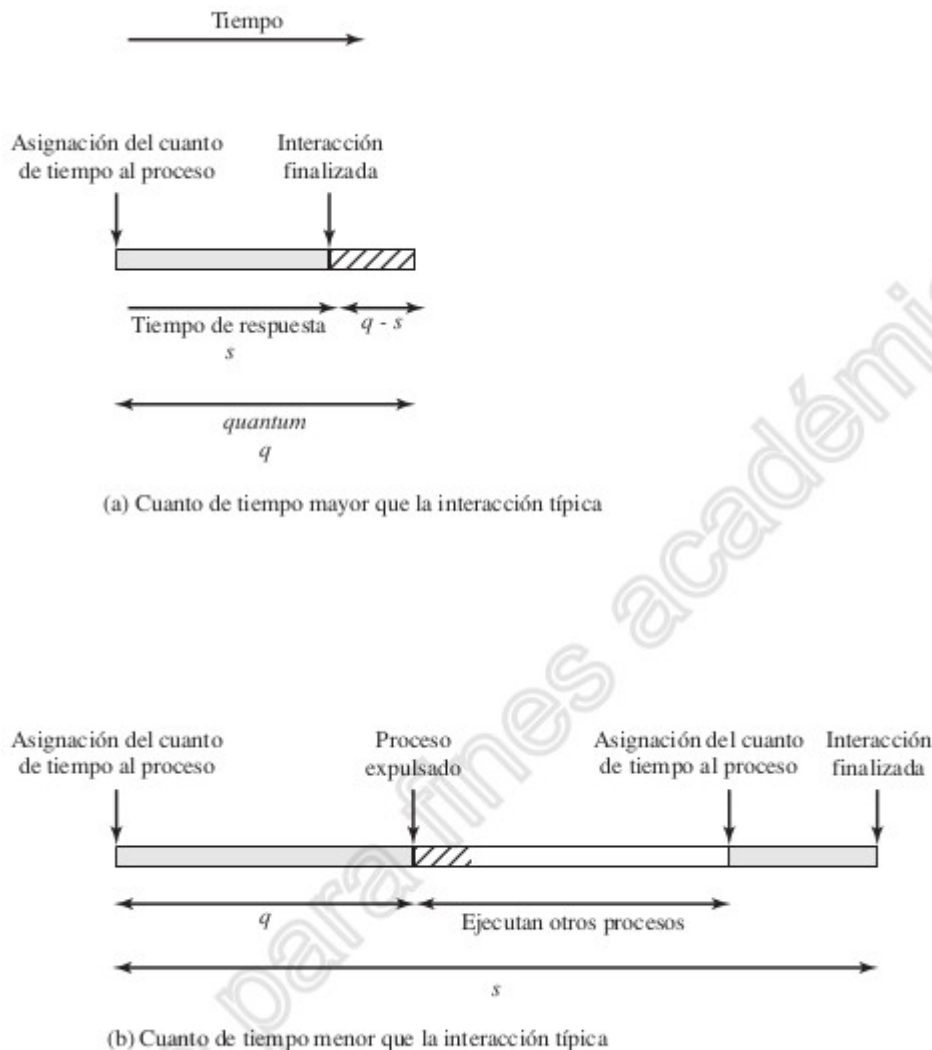 Tiempo
Asignación del cuanto
de tiempo al proceso
Interacción
finalizada
Tiempo de respuesta
s
q - s
quantum
q
(a) Cuanto de tiempo mayor que la interacción típica
Asignación del cuanto
de tiempo al proceso
Proceso
expulsado
Asignación del cuanto
de tiempo al proceso
Interacción
finalizada
q
Ejecutan otros procesos
s
(b) Cuanto de tiempo menor que la interacción típica
para fines